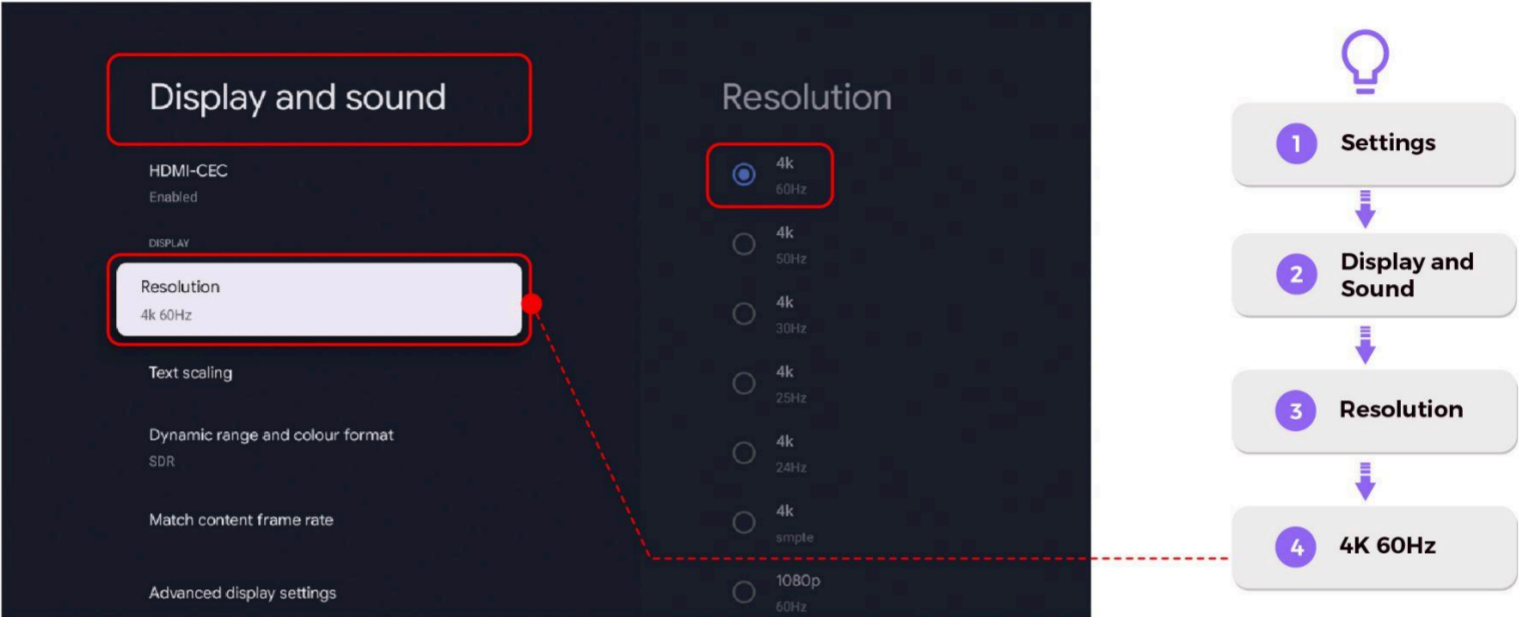 Display and sound
HDMI-CEC
Enabled
DISPLAY
Resolution
4k 60Hz
Text scaling
Dynamic range and colour format
SDR
Match content frame rate
Advanced display settings
Resolution
4k
60Hz
4k
50Hz
4k
30Hz
4k
25Hz
4k
24Hz
4k
smpte
1080p
60Hz
1 Settings
2 Display and
Sound
3 Resolution
4 4K 60Hz